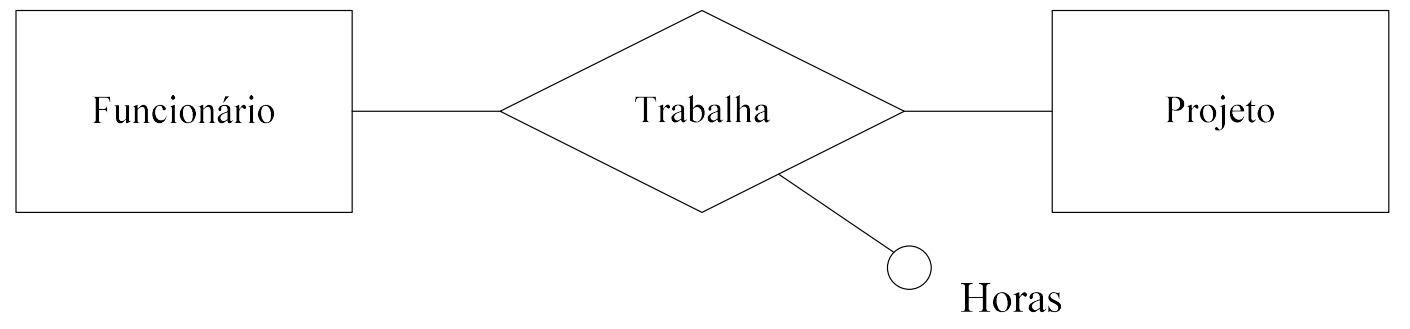 Funcionário
Trabalha
Projeto
Horas